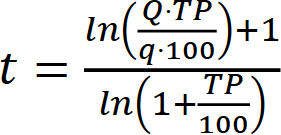 t = ln(Q·TP/q·100)+1 / ln(1+TP/100)